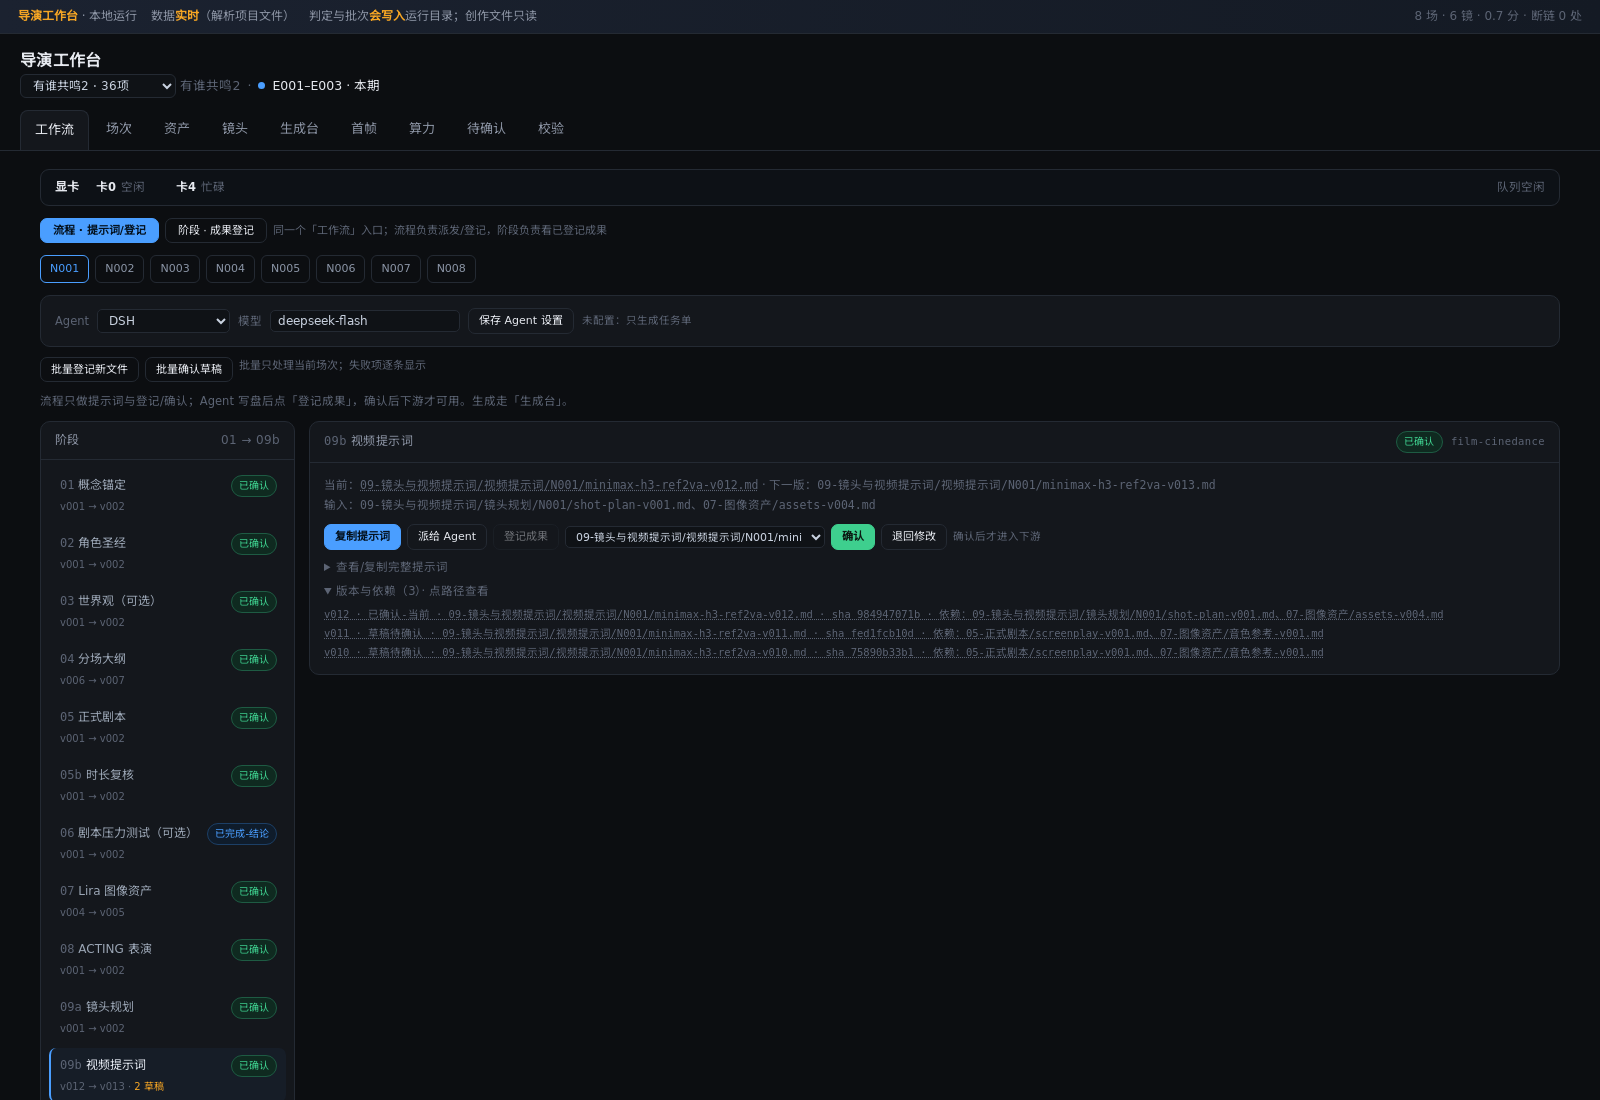 导演工作台 · 本地运行 数据实时（解析项目文件） 判定与批次会写入运行目录；创作文件只读 8 场 · 6 镜 · 0.7 分 · 断链 0 处
导演工作台
有谁共鸣2 · 36项 有谁共鸣2 · E001–E003 · 本期
工作流 场次 资产 镜头 生成台 首帧 算力 待确认 校验
显卡 卡0 空闲 卡4 忙碌 队列空闲
流程 · 提示词/登记 阶段 · 成果登记 同一个「工作流」入口；流程负责派发/登记，阶段负责看已登记成果
N001 N002 N003 N004 N005 N006 N007 N008
Agent DSH 模型 deepseek-flash 保存 Agent 设置 未配置：只生成任务单
批量登记新文件 批量确认草稿 批量只处理当前场次；失败项逐条显示
流程只做提示词与登记/确认；Agent 写盘后点「登记成果」，确认后下游才可用。生成走「生成台」。
阶段 01 → 09b
01 概念锚定 已确认
v001 → v002
02 角色圣经 已确认
v001 → v002
03 世界观（可选） 已确认
v001 → v002
04 分场大纲 已确认
v006 → v007
05 正式剧本 已确认
v001 → v002
05b 时长复核 已确认
v001 → v002
06 剧本压力测试（可选） 已完成-结论
v001 → v002
07 Lira 图像资产 已确认
v004 → v005
08 ACTING 表演 已确认
v001 → v002
09a 镜头规划 已确认
v001 → v002
09b 视频提示词 已确认
v012 → v013 · 2 草稿
09b 视频提示词 已确认 film-cinedance
当前：09-镜头与视频提示词/视频提示词/N001/minimax-h3-ref2va-v012.md · 下一版：09-镜头与视频提示词/视频提示词/N001/minimax-h3-ref2va-v013.md
输入：09-镜头与视频提示词/镜头规划/N001/shot-plan-v001.md、07-图像资产/assets-v004.md
复制提示词 派给 Agent 登记成果 09-镜头与视频提示词/视频提示词/N001/mini 确认 退回修改 确认后才进入下游
▶ 查看/复制完整提示词
▼ 版本与依赖（3）· 点路径查看
v012 · 已确认-当前 · 09-镜头与视频提示词/视频提示词/N001/minimax-h3-ref2va-v012.md · sha 984947071b · 依赖：09-镜头与视频提示词/镜头规划/N001/shot-plan-v001.md、07-图像资产/assets-v004.md
v011 · 草稿待确认 · 09-镜头与视频提示词/视频提示词/N001/minimax-h3-ref2va-v011.md · sha fed1fcb10d · 依赖：05-正式剧本/screenplay-v001.md、07-图像资产/音色参考-v001.md
v010 · 草稿待确认 · 09-镜头与视频提示词/视频提示词/N001/minimax-h3-ref2va-v010.md · sha 75890b33b1 · 依赖：05-正式剧本/screenplay-v001.md、07-图像资产/音色参考-v001.md